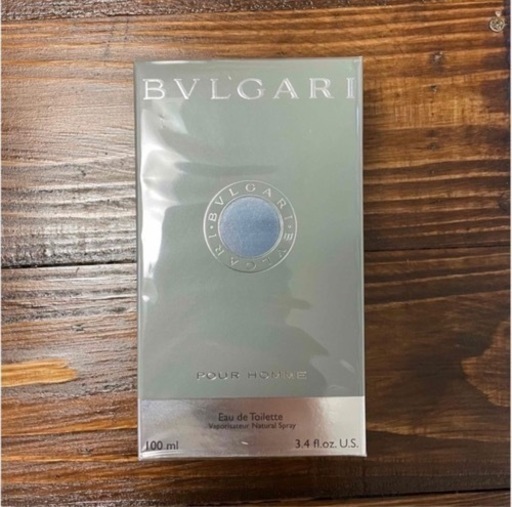 BVLGARI
BVLGARI • BVLGARI •
POUR HOMME
Eau de Toilette
Vaporisateur Natural Spray
100 ml 3.4 fl.oz. U.S.